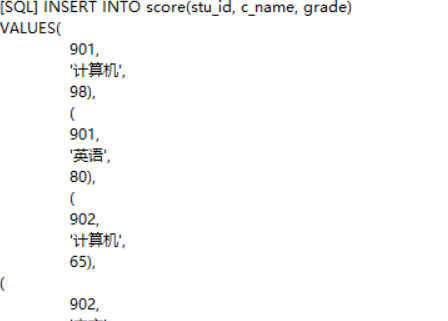 [SQL] INSERT INTO score(stu_id, c_name, grade)
VALUES(
901,
'计算机',
98),
(
901,
'英语',
80),
(
902,
'计算机',
65),
(
902,